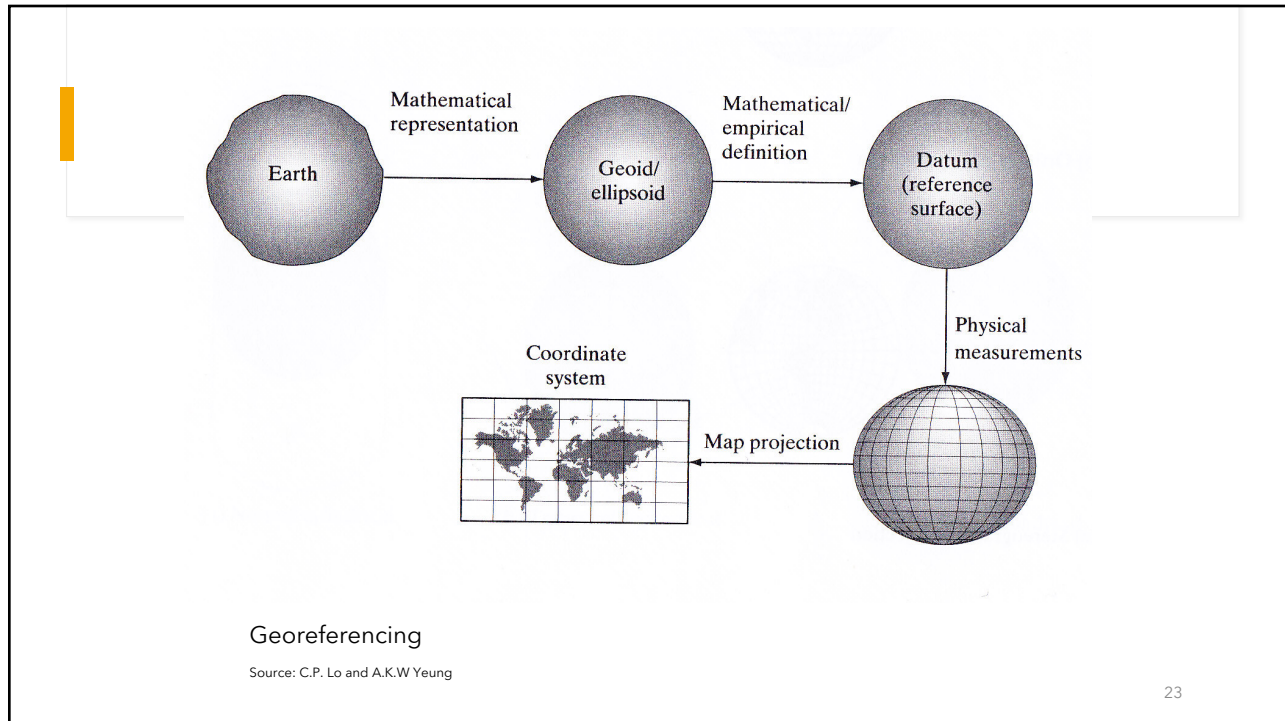 Earth
Mathematical
representation
Geoid/
ellipsoid
Mathematical/
empirical
definition
Datum
(reference
surface)
Physical
measurements
Map projection
Coordinate
system
Georeferencing
Source: C.P. Lo and A.K.W Yeung
23